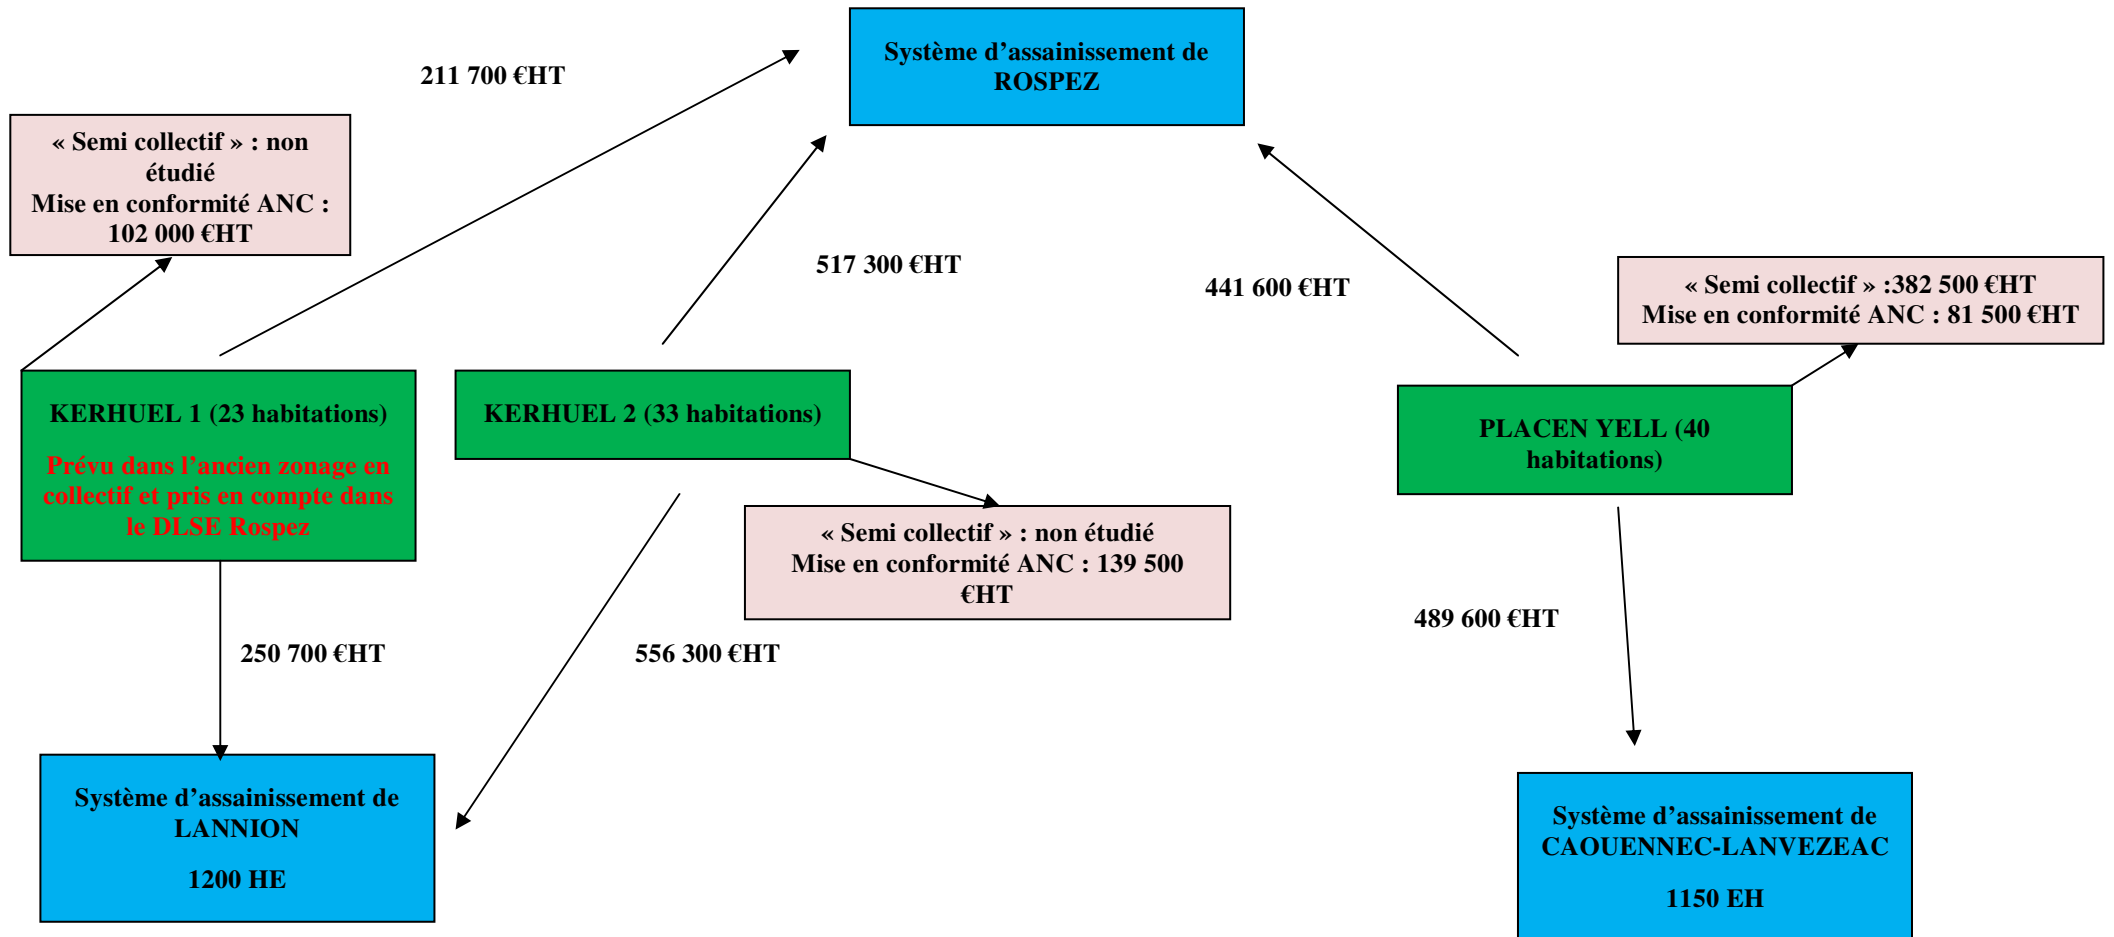 Système d'assainissement de
ROSPEZ
211 700 €HT
« Semi collectif » : non
étudié
Mise en conformité ANC :
102 000 €HT
517 300 €HT
441 600 €HT
« Semi collectif » :382 500 €HT
Mise en conformité ANC : 81 500 €HT
KERHUEL 1 (23 habitations)
Prévu dans l'ancien zonage en
collectif et pris en compte dans
le DLSE Rospez
KERHUEL 2 (33 habitations)
PLACEN YELL (40
habitations)
« Semi collectif » : non étudié
Mise en conformité ANC : 139 500
€HT
250 700 €HT
556 300 €HT
489 600 €HT
Système d'assainissement de
LANNION
1200 HE
Système d'assainissement de
CAOUENNEC-LANVEZEAC
1150 EH